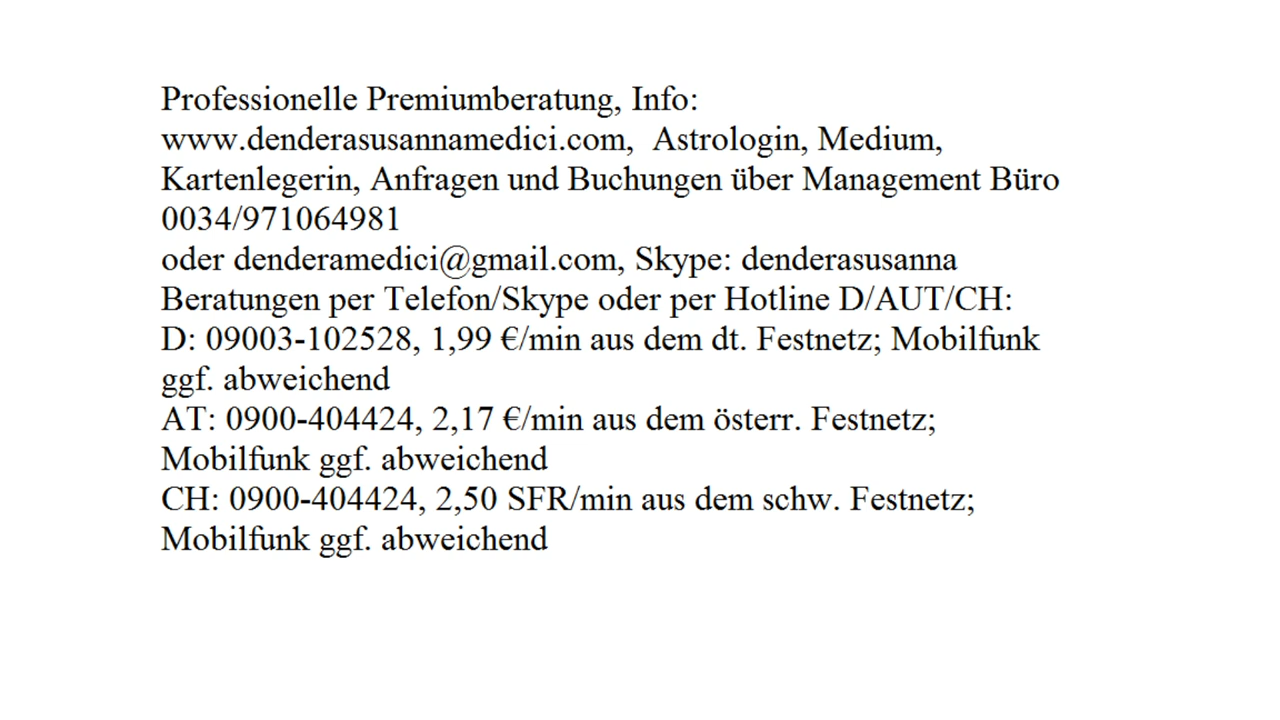 Professionelle Premiumberatung, Info:
www.denderasusannamedici.com,  Astrologin, Medium,
Kartenlegerin, Anfragen und Buchungen über Management Büro
0034/971064981
oder denderamedici@gmail.com, Skype: denderasusanna
Beratungen per Telefon/Skype oder per Hotline D/AUT/CH:
D: 09003-102528, 1,99 €/min aus dem dt. Festnetz; Mobilfunk
ggf. abweichend
AT: 0900-404424, 2,17 €/min aus dem österr. Festnetz;
Mobilfunk ggf. abweichend
CH: 0900-404424, 2,50 SFR/min aus dem schw. Festnetz;
Mobilfunk ggf. abweichend